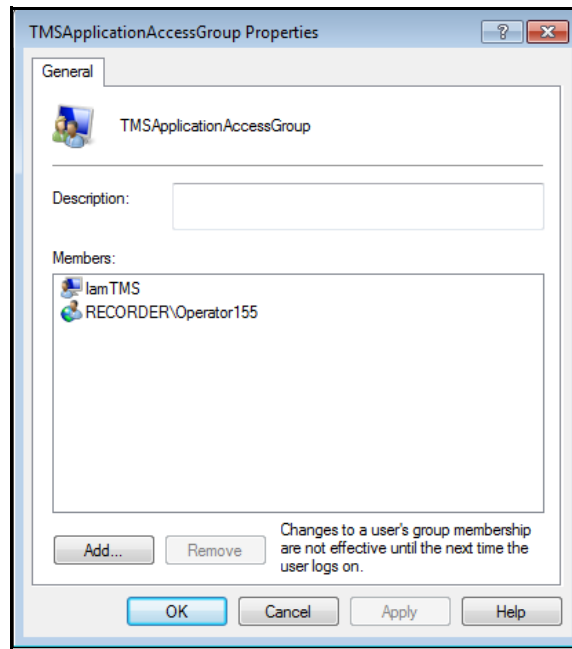 TMSApplicationAccessGroup Properties
General
TMSApplicationAccessGroup
Description:
Members:
IamTMS
RECORDER\Operator155
Changes to a user's group membership
are not effective until the next time the
user logs on.
Add...
Remove
OK
Cancel
Apply
Help